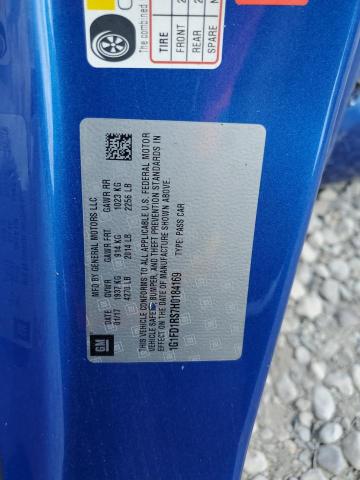 The combined
TIRE
FRONT
REAR
SPARE
MFD BY GENERAL MOTORS LLC
DATE GVWR GAWR FRT GAWR RR
01/17 1937 KG 914 KG 1023 KG
4270 LB 2014 LB 2256 LB
THIS VEHICLE CONFORMS TO ALL APPLICABLE U.S. FEDERAL MOTOR
VEHICLE SAFETY, BUMPER, AND THEFT PREVENTION STANDARDS IN
EFFECT ON THE DATE OF MANUFACTURE SHOWN ABOVE.
1G1FD1RS7H0184169 TYPE: PASS CAR
GM